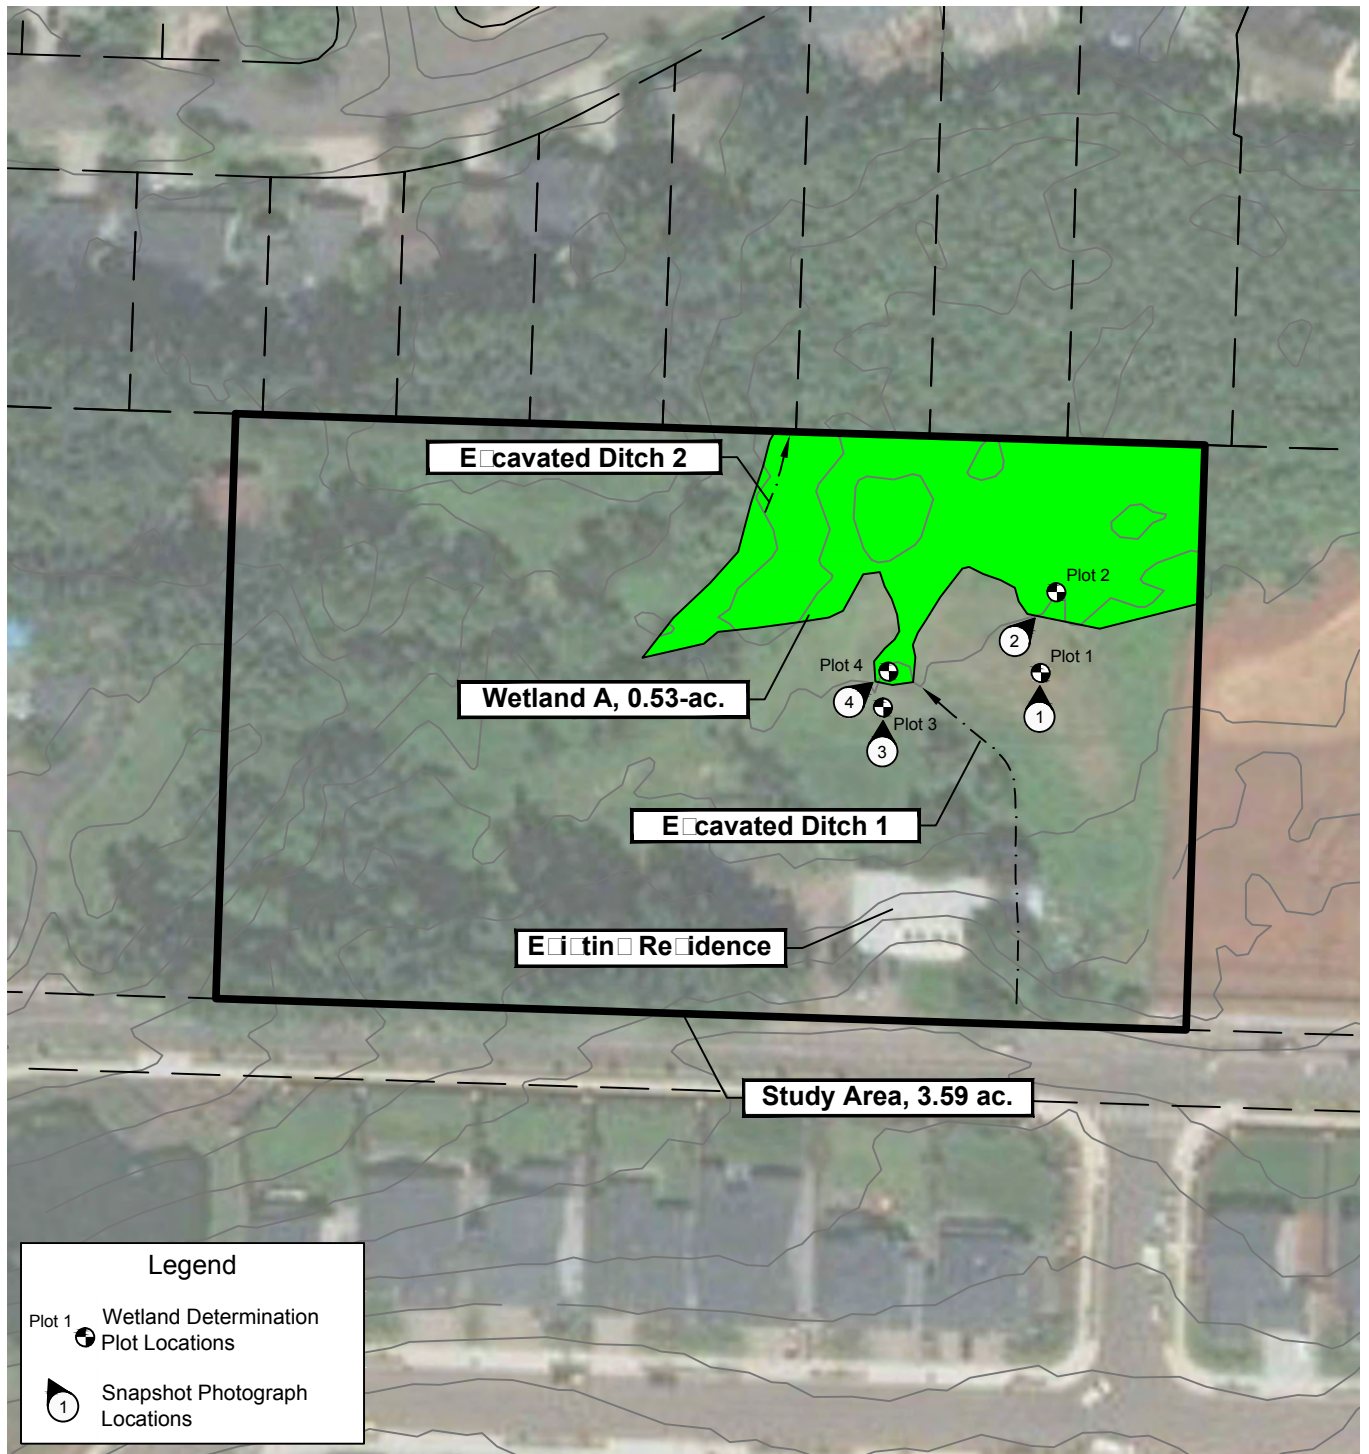 E□cavated Ditch 2
Plot 2
2
Plot 1
Plot 4
Wetland A, 0.53-ac.
4
1
Plot 3
3
E□cavated Ditch 1
E□i□tin□ Re□idence
Study Area, 3.59 ac.
Legend
Plot 1
Wetland Determination
Plot Locations
1
Snapshot Photograph
Locations